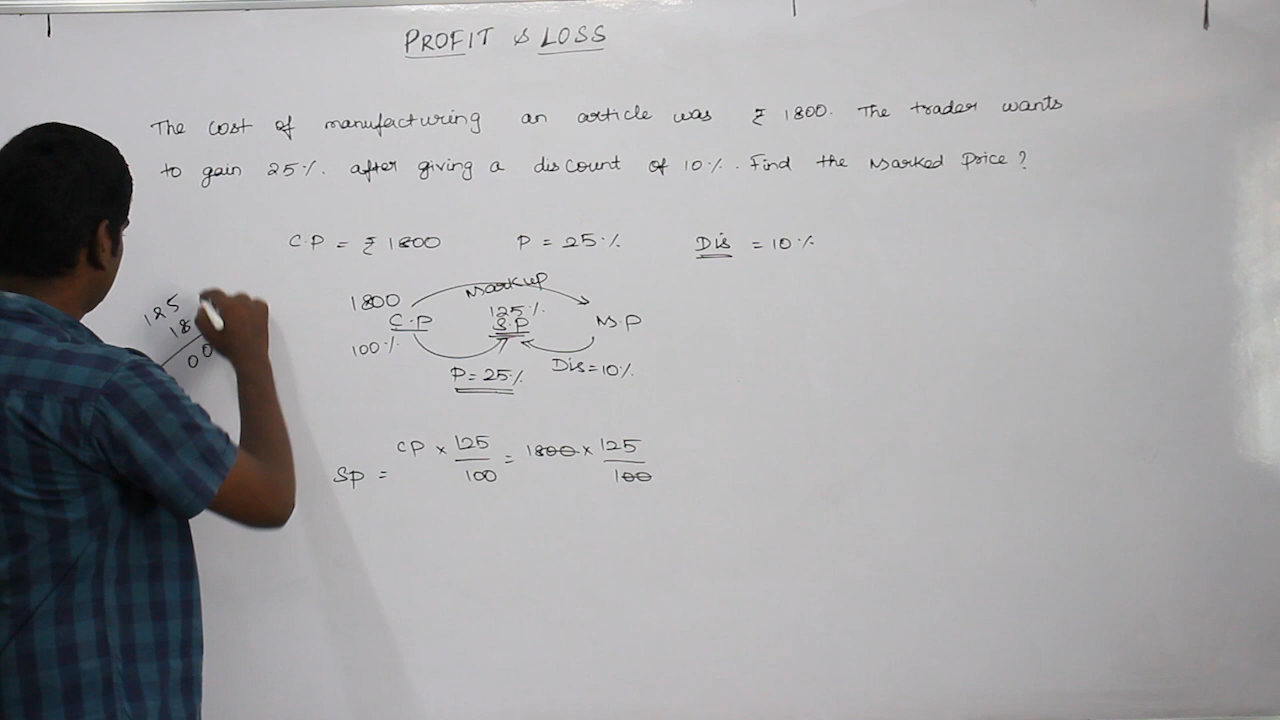 PROFIT & LOSS
The cost of manufacturing an article was ₹ 1800. The trader wants
to gain 25%. after giving a discount of 10%. Find the Marked Price?
C.P = ₹ 1800 P = 25% Dis = 10%
Markup
1800
125%
C.P S.P M.P
100%
P = 25% Dis = 10%
125
18
00
SP = CP × 125/100 = 1800 × 125/100